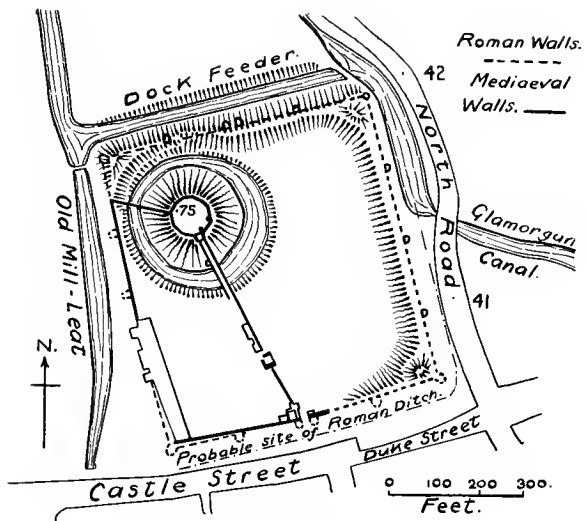 Roman Walls.
Mediaeval
Walls.
Dock Feeder.
42
North
Road.
.75
Old Mill-Leat
Glamorgan
Canal.
41
N.
Probable site of Roman Ditch.
Duke Street
Castle Street
0 100 200 300.
Feet.